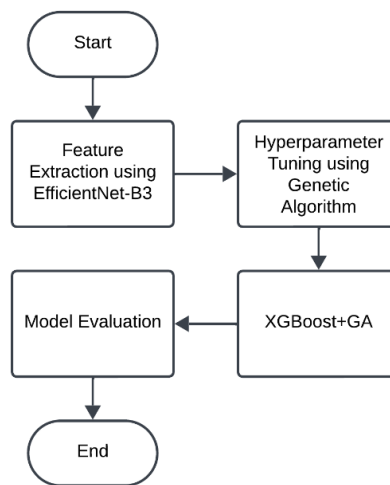 Start
Feature
Extraction using
EfficientNet-B3
Hyperparameter
Tuning using
Genetic
Algorithm
XGBoost+GA
Model Evaluation
End